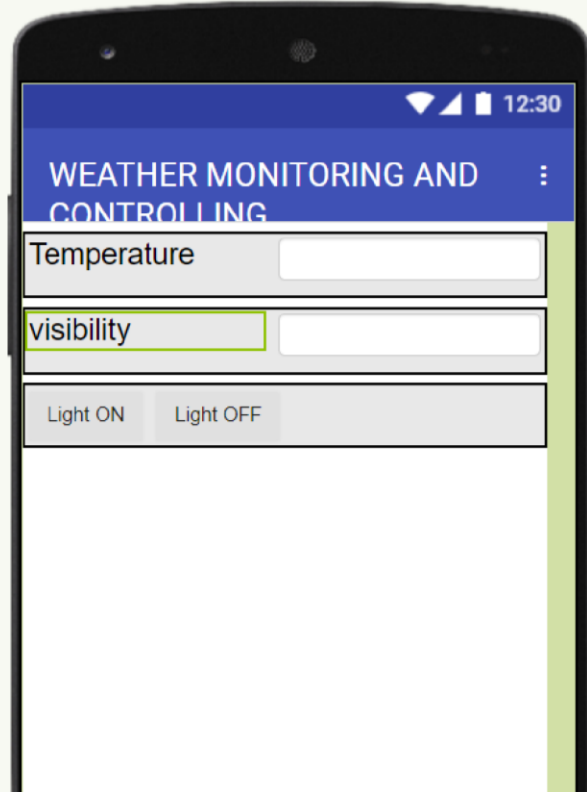 12:30
WEATHER MONITORING AND
CONTROLLING
Temperature
visibility
Light ON Light OFF